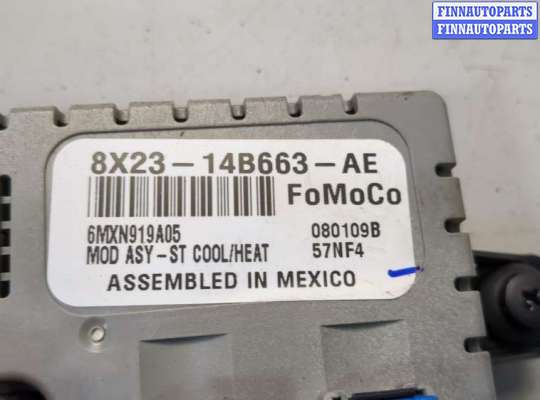 FINNAUTOPARTS
FINNAUTOPARTS
8X23-14B663-AE
FoMoCo
6MXN919A05 080109B
MOD ASY-ST COOL/HEAT 57NF4
ASSEMBLED IN MEXICO